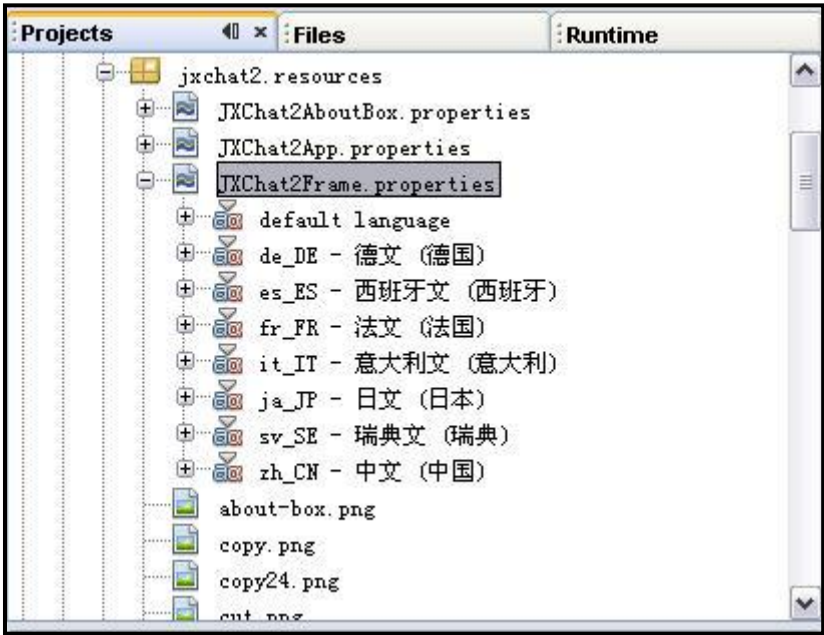 Projects Files Runtime
jxchat2.resources
JXChat2AboutBox.properties
JXChat2App.properties
JXChat2Frame.properties
default language
de_DE - 德文 (德国)
es_ES - 西班牙文 (西班牙)
fr_FR - 法文 (法国)
it_IT - 意大利文 (意大利)
ja_JP - 日文 (日本)
sv_SE - 瑞典文 (瑞典)
zh_CN - 中文 (中国)
about-box.png
copy.png
copy24.png
cut.png